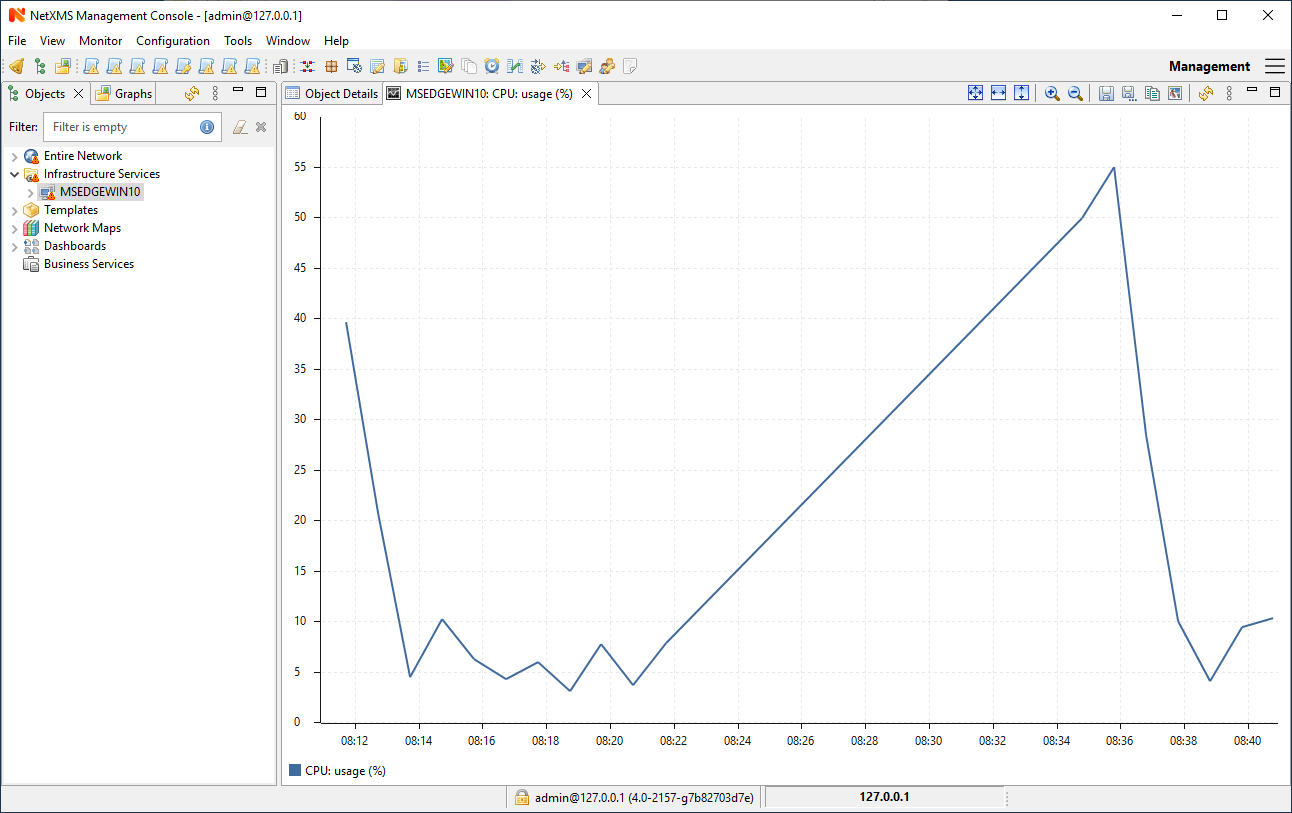 NetXMS Management Console - [admin@127.0.0.1]
File View Monitor Configuration Tools Window Help
Management
Objects Graphs
Object Details MSEDGEWIN10: CPU: usage (%)
Filter: Filter is empty
Entire Network
Infrastructure Services
MSEDGEWIN10
Templates
Network Maps
Dashboards
Business Services
60
55
50
45
40
35
30
25
20
15
10
5
0
08:12 08:14 08:16 08:18 08:20 08:22 08:24 08:26 08:28 08:30 08:32 08:34 08:36 08:38 08:40
CPU: usage (%)
admin@127.0.0.1 (4.0-2157-g7b82703d7e) 127.0.0.1